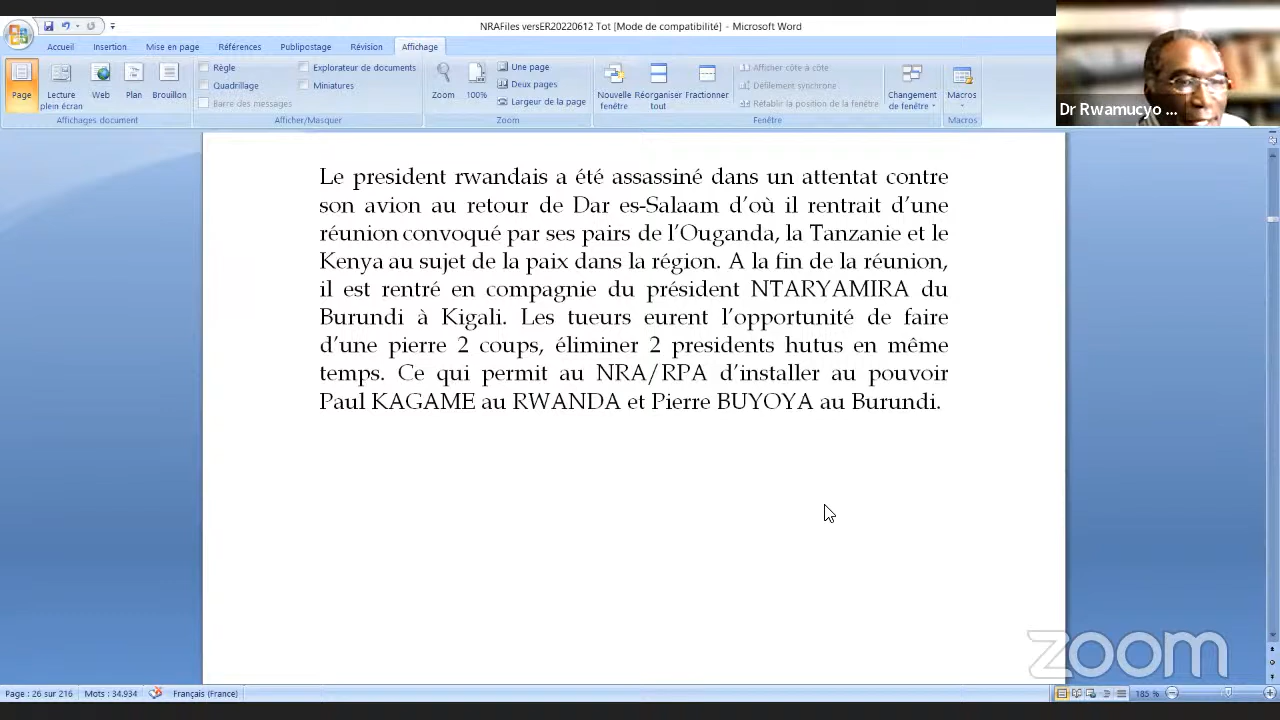 NRAFiles versER20220612 Tot [Mode de compatibilité] - Microsoft Word
Accueil Insertion Mise en page Références Publipostage Révision Affichage
Règle Explorateur de documents Une page Afficher côte à côte
Quadrillage Miniatures Deux pages Défilement synchrone
Page Lecture plein écran Web Plan Brouillon Barre des messages Zoom 100% Largeur de la page Nouvelle fenêtre Réorganiser tout Fractionner Rétablir la position de la fenêtre Changement de fenêtre Macros
Affichages document Afficher/Masquer Zoom Fenêtre Macros
Dr Rwamucyo ...
Le president rwandais a été assassiné dans un attentat contre
son avion au retour de Dar es-Salaam d’où il rentrait d’une
réunion convoqué par ses pairs de l’Ouganda, la Tanzanie et le
Kenya au sujet de la paix dans la région. A la fin de la réunion,
il est rentré en compagnie du président NTARYAMIRA du
Burundi à Kigali. Les tueurs eurent l’opportunité de faire
d’une pierre 2 coups, éliminer 2 presidents hutus en même
temps. Ce qui permit au NRA/RPA d’installer au pouvoir
Paul KAGAME au RWANDA et Pierre BUYOYA au Burundi.
zoom
Page : 26 sur 216 Mots : 34.934 Français (France) 185 %